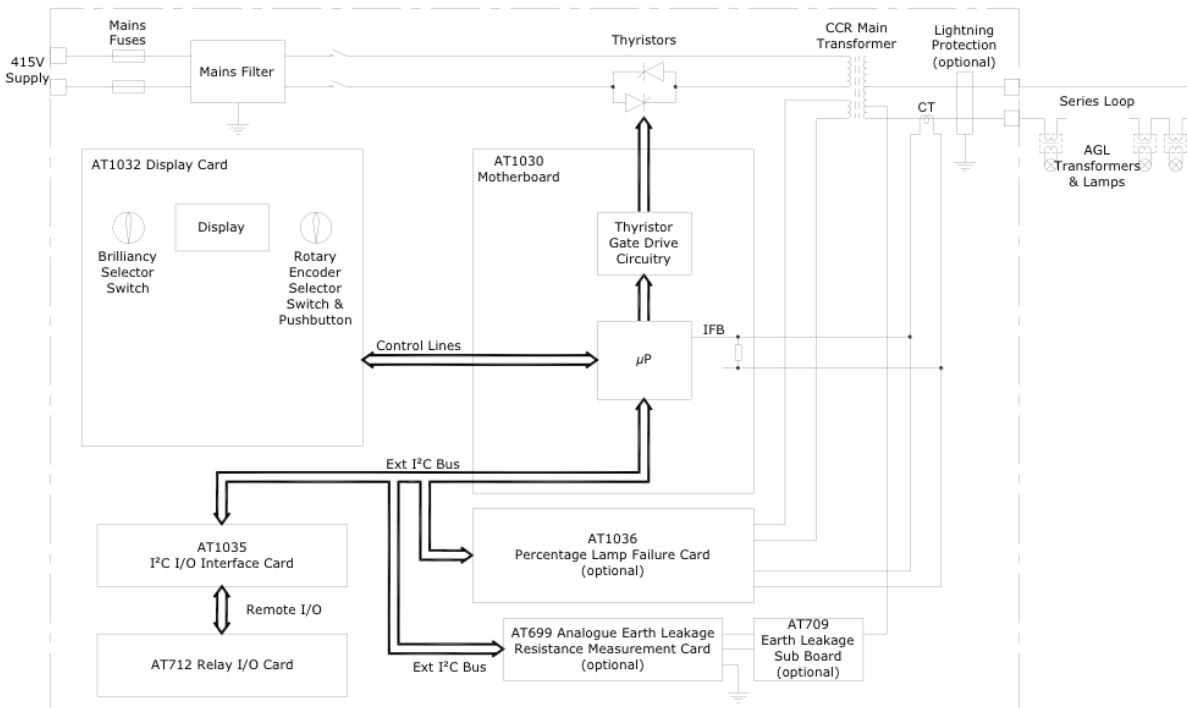 Mains
Fuses
415V
Supply
Mains Filter
Thyristors
CCR Main
Transformer
Lightning
Protection
(optional)
CT
Series Loop
AGL
Transformers
& Lamps
AT1032 Display Card
Display
Brilliancy
Selector
Switch
Rotary
Encoder
Selector
Switch &
Pushbutton
AT1030
Motherboard
Thyristor
Gate Drive
Circuitry
IFB
µP
Control Lines
Ext I²C Bus
AT1035
I²C I/O Interface Card
Remote I/O
AT712 Relay I/O Card
AT1036
Percentage Lamp Failure Card
(optional)
AT699 Analogue Earth Leakage
Resistance Measurement Card
(optional)
Ext I²C Bus
AT709
Earth Leakage
Sub Board
(optional)